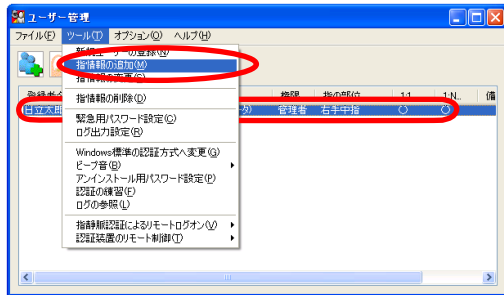 ユーザー管理
ファイル(F) ツール(T) オプション(O) ヘルプ(H)
新規ユーザーの登録(N)
指情報の追加(M)
指情報の変更(S)
指情報の削除(D)
緊急用パスワード設定(C)
ログ出力設定(R)
Windows標準の認証方式へ変更(G)
ビープ音(B)
アンインストール用パスワード設定(P)
認証の練習(F)
ログの参照(L)
指静脈認証によるリモートログオン(V)
認証装置のリモート制御(T)
権限 指の部位 1:1 1:N... 備
日立太郎 管理者 右手中指 ○ ○